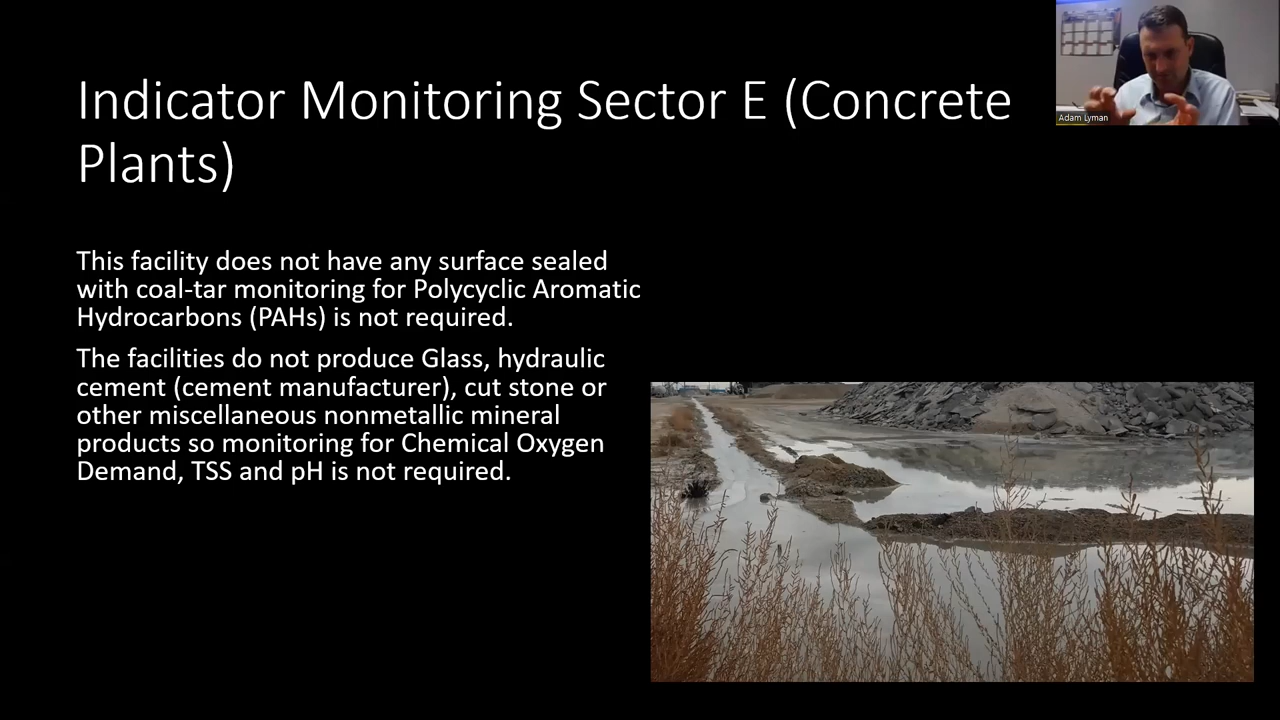 Indicator Monitoring Sector E (Concrete
Plants)
Adam Lyman
This facility does not have any surface sealed
with coal-tar monitoring for Polycyclic Aromatic
Hydrocarbons (PAHs) is not required.
The facilities do not produce Glass, hydraulic
cement (cement manufacturer), cut stone or
other miscellaneous nonmetallic mineral
products so monitoring for Chemical Oxygen
Demand, TSS and pH is not required.